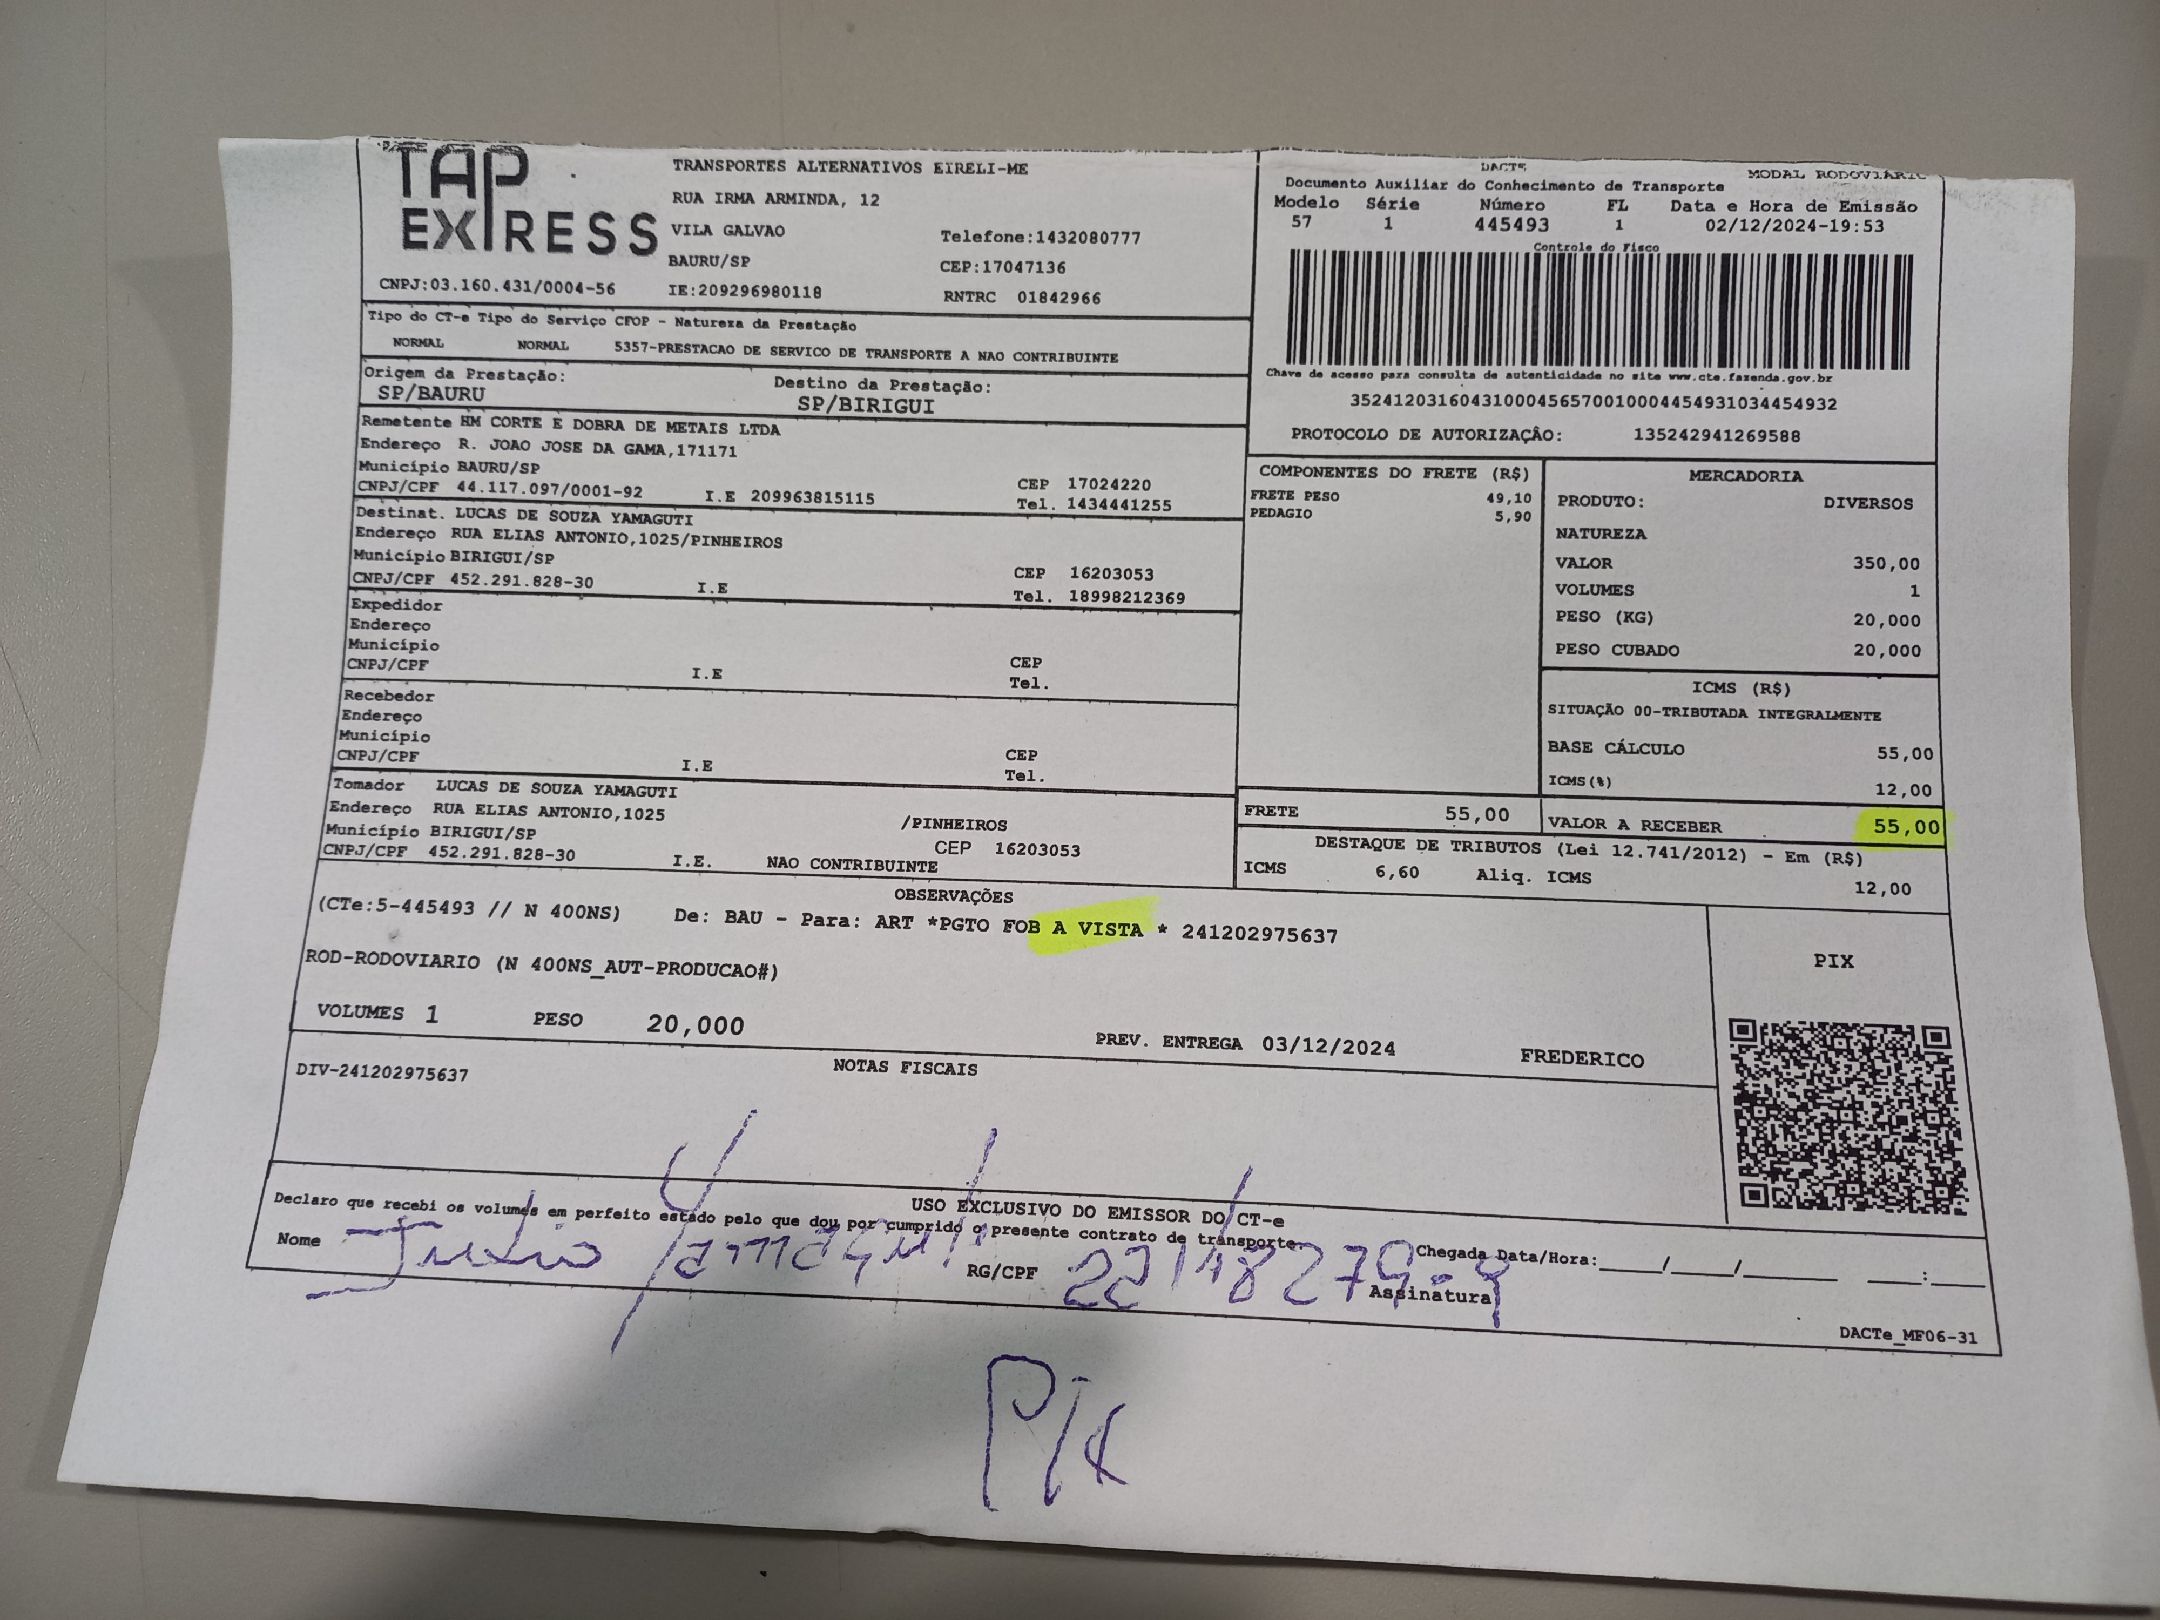 TAP
EXPRESS
CNPJ:03.160.431/0004-56
TRANSPORTES ALTERNATIVOS EIRELI-ME
RUA IRMA ARMINDA, 12
VILA GALVAO
Telefone:1432080777
BAURU/SP
CEP:17047136
IE:209296980118
RNTRC 01842966
DACTE
MODAL RODOVIÁRIO
Documento Auxiliar do Conhecimento de Transporte
Modelo Série Número FL Data e Hora de Emissão
57 1 445493 1 02/12/2024-19:53
Controle do Fisco
Chave de acesso para consulta de autenticidade no site www.cte.fazenda.gov.br
35241203160431000456570010004454931034454932
PROTOCOLO DE AUTORIZAÇÂO: 135242941269588
Tipo do CT-e Tipo do Serviço CFOP - Natureza da Prestação
NORMAL NORMAL 5357-PRESTACAO DE SERVICO DE TRANSPORTE A NAO CONTRIBUINTE
Origem da Prestação: Destino da Prestação:
SP/BAURU SP/BIRIGUI
Remetente HM CORTE E DOBRA DE METAIS LTDA
Endereço R. JOAO JOSE DA GAMA,171171
Município BAURU/SP CEP 17024220
CNPJ/CPF 44.117.097/0001-92 I.E 209963815115 Tel. 1434441255
Destinat. LUCAS DE SOUZA YAMAGUTI
Endereço RUA ELIAS ANTONIO,1025/PINHEIROS
Município BIRIGUI/SP CEP 16203053
CNPJ/CPF 452.291.828-30 I.E Tel. 18998212369
Expedidor
Endereço
Município CEP
CNPJ/CPF I.E Tel.
Recebedor
Endereço
Município CEP
CNPJ/CPF I.E Tel.
Tomador LUCAS DE SOUZA YAMAGUTI
Endereço RUA ELIAS ANTONIO,1025 /PINHEIROS
Município BIRIGUI/SP CEP 16203053
CNPJ/CPF 452.291.828-30 I.E. NAO CONTRIBUINTE
COMPONENTES DO FRETE (R$)
FRETE PESO 49,10
PEDAGIO 5,90
MERCADORIA
PRODUTO: DIVERSOS
NATUREZA
VALOR 350,00
VOLUMES 1
PESO (KG) 20,000
PESO CUBADO 20,000
ICMS (R$)
SITUAÇÃO 00-TRIBUTADA INTEGRALMENTE
BASE CÁLCULO 55,00
ICMS(%) 12,00
FRETE 55,00 VALOR A RECEBER 55,00
DESTAQUE DE TRIBUTOS (Lei 12.741/2012) - Em (R$)
ICMS 6,60 Aliq. ICMS 12,00
OBSERVAÇÕES
(CTe:5-445493 // N 400NS) De: BAU - Para: ART *PGTO FOB A VISTA * 241202975637
ROD-RODOVIARIO (N 400NS_AUT-PRODUCAO#)
VOLUMES 1 PESO 20,000 PREV. ENTREGA 03/12/2024 FREDERICO
PIX
NOTAS FISCAIS
DIV-241202975637
USO EXCLUSIVO DO EMISSOR DO CT-e
Declaro que recebi os volumes em perfeito estado pelo que dou por cumprido o presente contrato de transporte
Nome Julio Yamaguti RG/CPF 22148279-9 Chegada Data/Hora:____/____/______ ____:____
Assinatura
DACTe_MF06-31
Pix